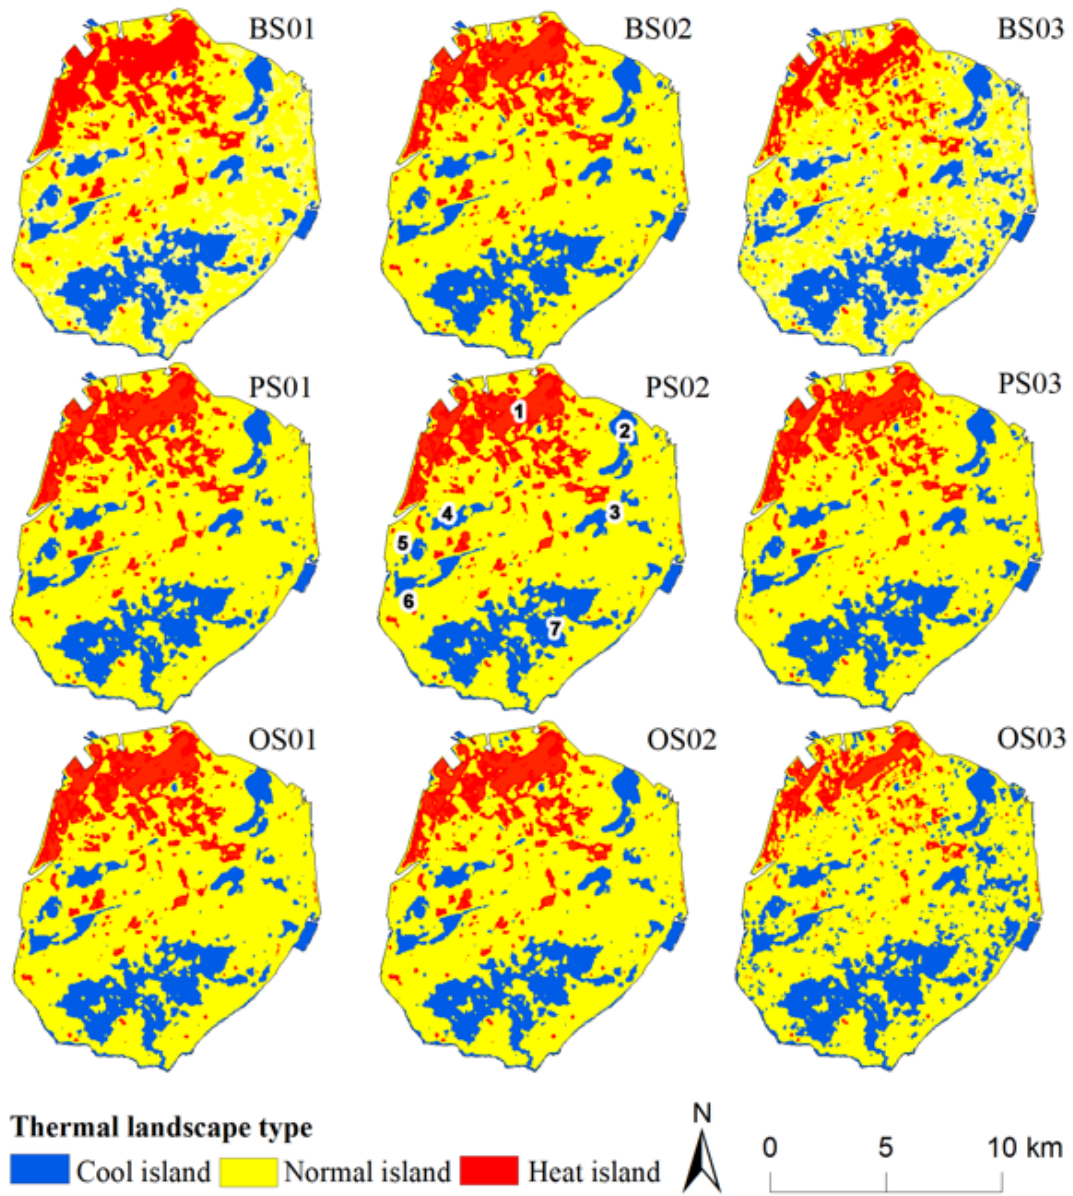 BS01
BS02
BS03
PS01
PS02
PS03
1
2
3
4
5
6
7
OS01
OS02
OS03
Thermal landscape type
Cool island
Normal island
Heat island
N
0
5
10 km